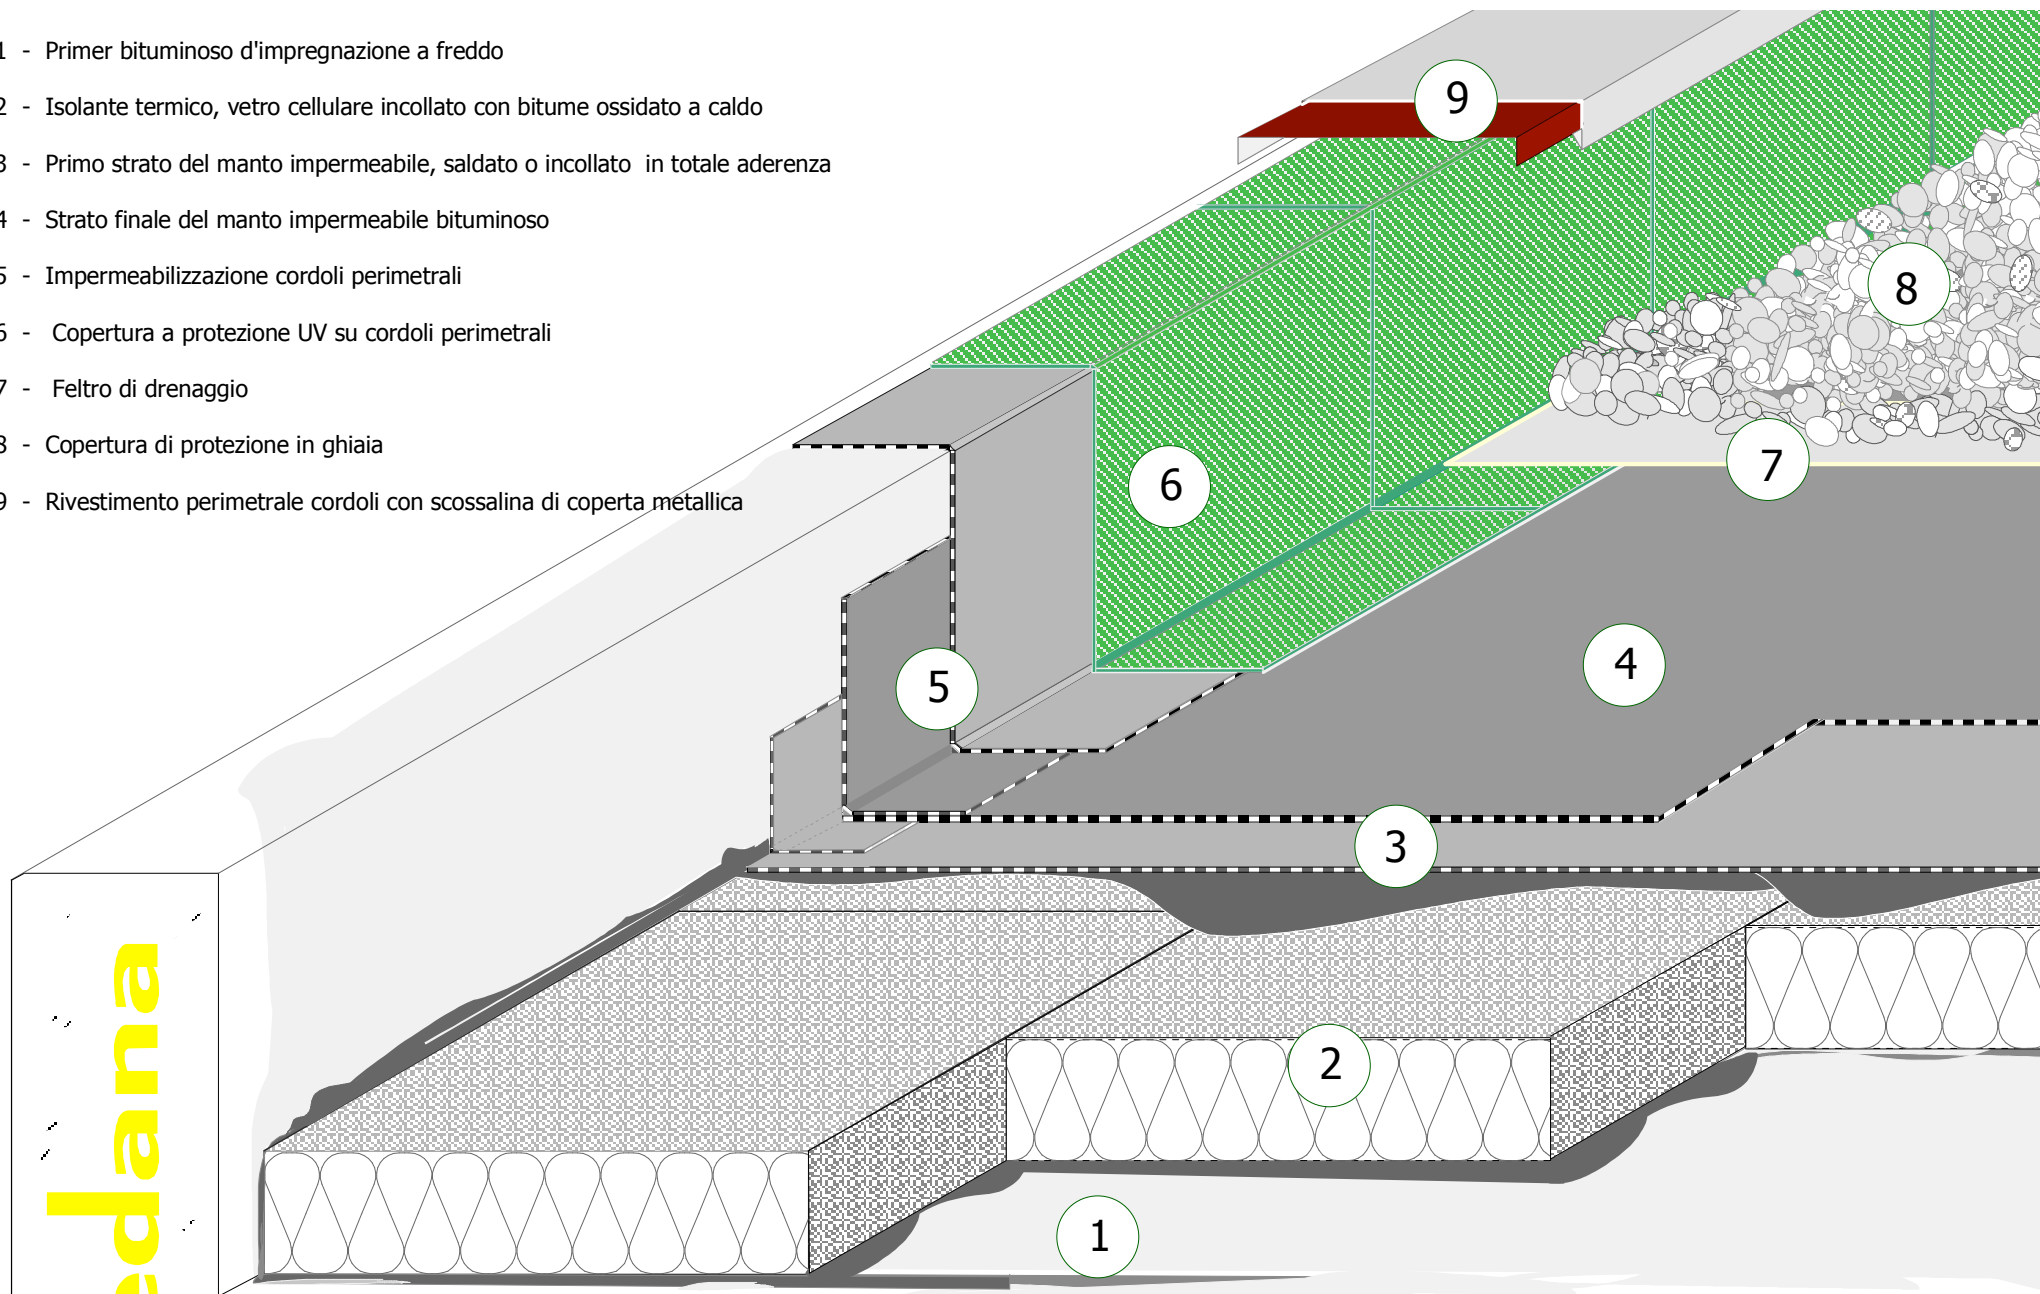 1 - Primer bituminoso d'impregnazione a freddo
2 - Isolante termico, vetro cellulare incollato con bitume ossidato a caldo
3 - Primo strato del manto impermeabile, saldato o incollato in totale aderenza
4 - Strato finale del manto impermeabile bituminoso
5 - Impermeabilizzazione cordoli perimetrali
6 - Copertura a protezione UV su cordoli perimetrali
7 - Feltro di drenaggio
8 - Copertura di protezione in ghiaia
9 - Rivestimento perimetrale cordoli con scossalina di coperta metallica
9
8
7
6
5
4
3
2
1
edana